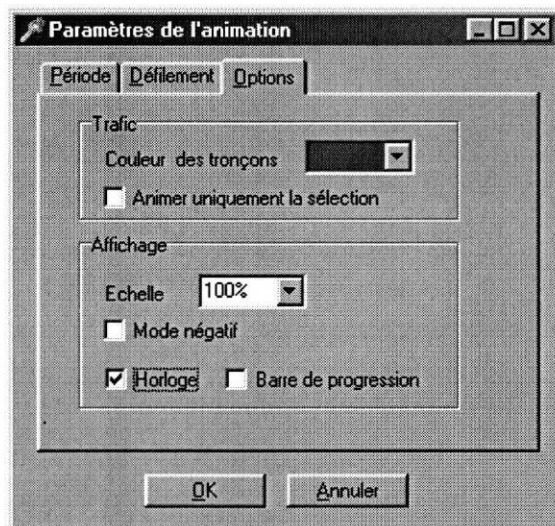 Paramètres de l'animation
Période Défilement Options
Trafic
Couleur des tronçons
Animer uniquement la sélection
Affichage
Echelle 100%
Mode négatif
Horloge Barre de progression
OK Annuler